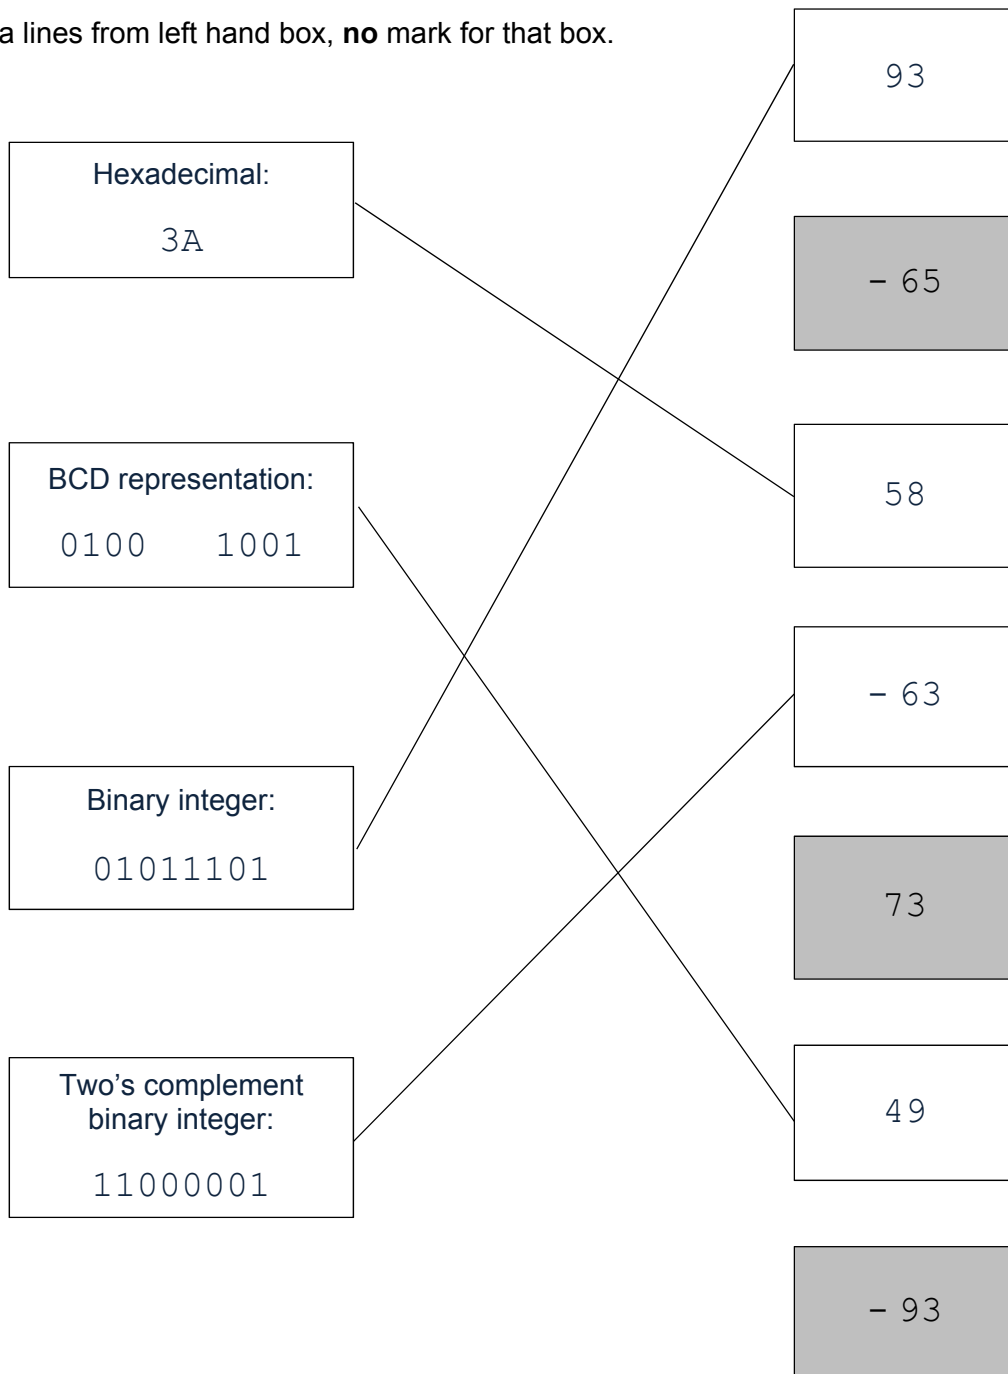 a lines from left hand box, no mark for that box.
93
Hexadecimal:
3A
- 65
BCD representation:
0100 1001
58
- 63
Binary integer:
01011101
73
Two's complement
binary integer:
11000001
49
- 93